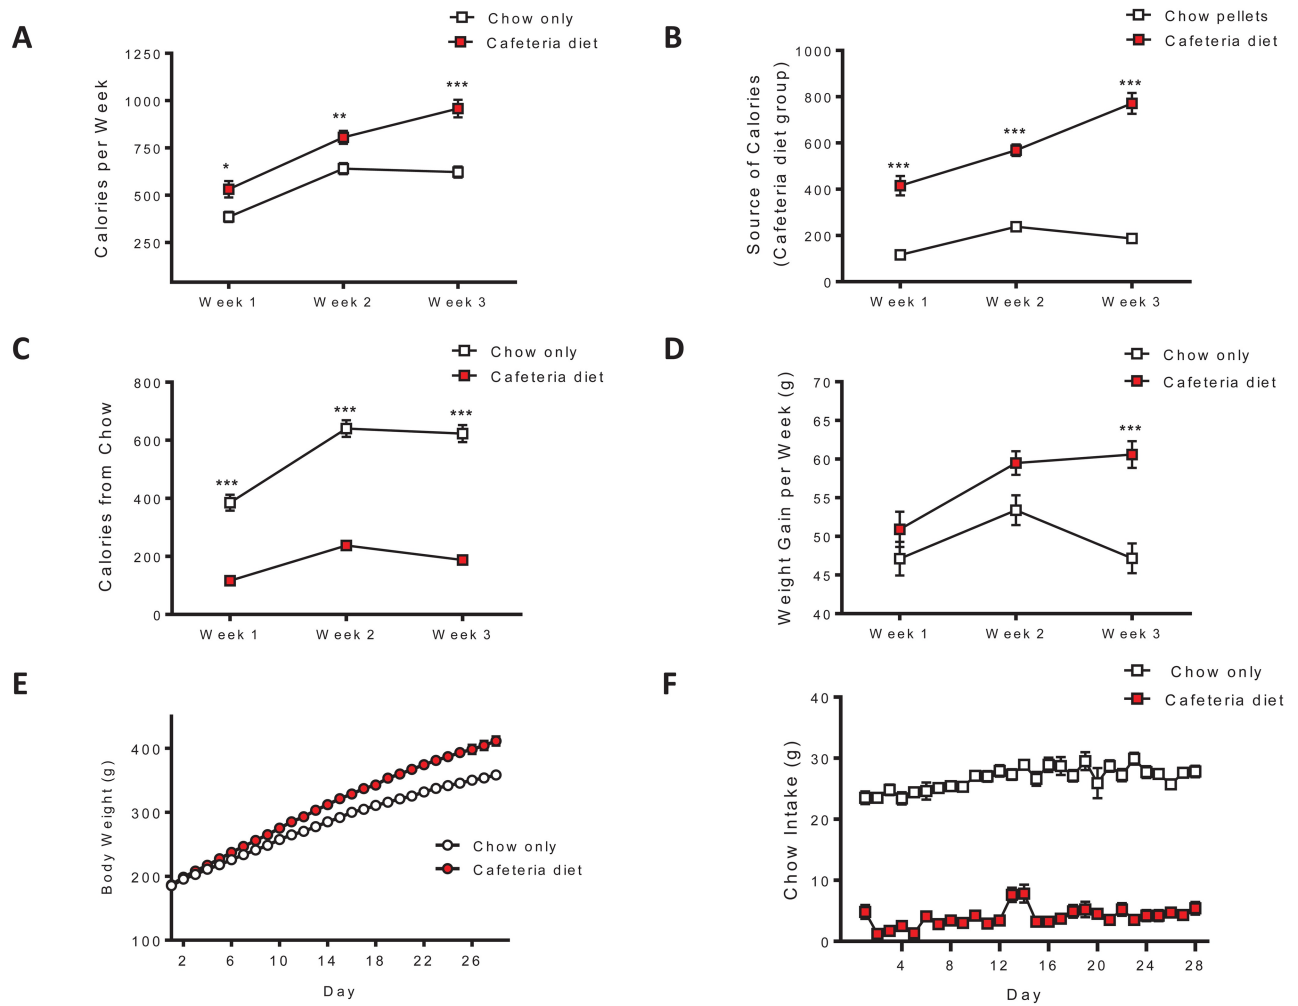 A
Chow only
Cafeteria diet
Calories per Week
1250
1000
750
500
250
*
**
***
Week 1
Week 2
Week 3
B
Chow pellets
Cafeteria diet
Source of Calories
(Cafeteria diet group)
1000
800
600
400
200
0
***
***
***
Week 1
Week 2
Week 3
C
Chow only
Cafeteria diet
Calories from Chow
800
600
400
200
0
***
***
***
Week 1
Week 2
Week 3
D
Chow only
Cafeteria diet
Weight Gain per Week (g)
70
65
60
55
50
45
40
***
Week 1
Week 2
Week 3
E
Body Weight (g)
400
300
200
100
Chow only
Cafeteria diet
2 6 10 14 18 22 26
Day
F
Chow only
Cafeteria diet
Chow Intake (g)
40
30
20
10
0
4 8 12 16 20 24 28
Day